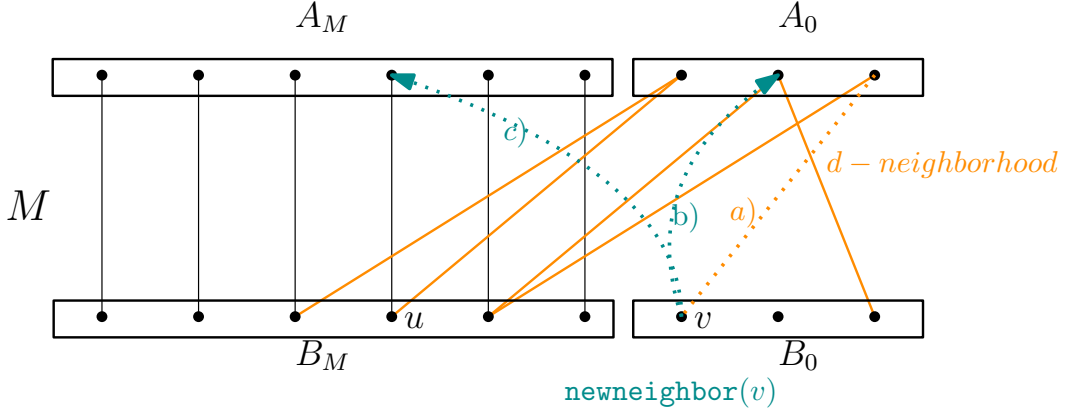 $A_M$ $A_0$
c)
$d - neighborhood$
$M$ b) a)
$u$ $v$
$B_M$ $B_0$
newneighbor$(v)$